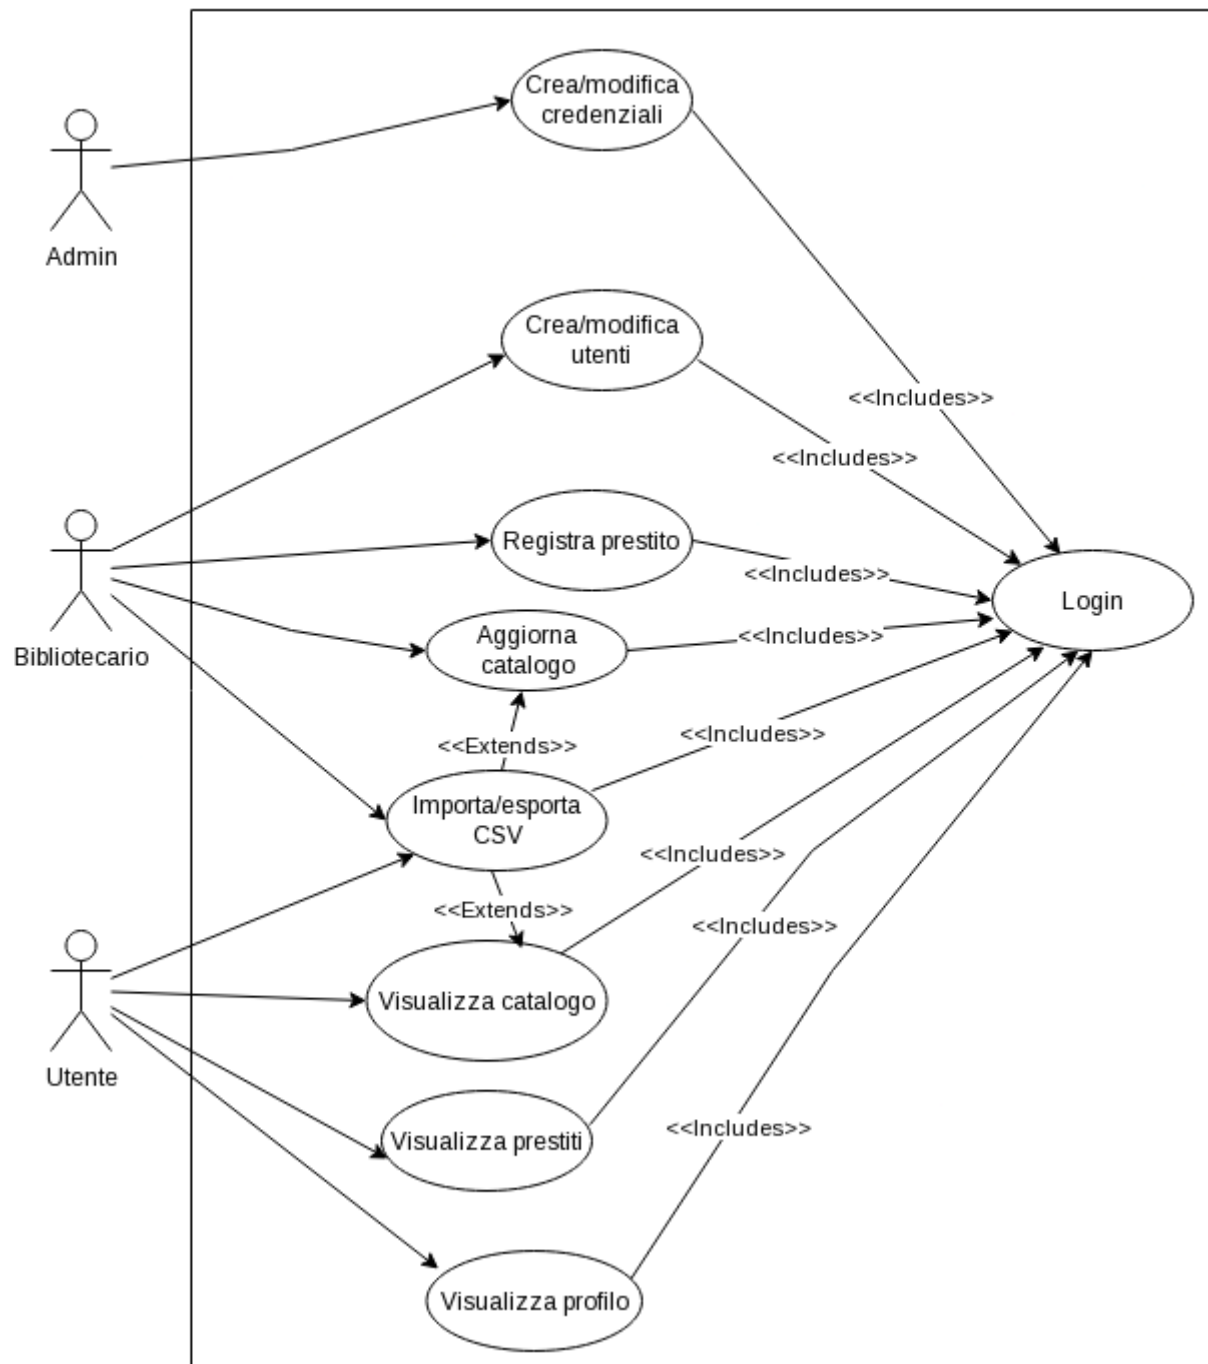 Crea/modifica
credenziali
Admin
Crea/modifica
utenti
<<Includes>>
<<Includes>>
Registra prestito
<<Includes>>
Login
Bibliotecario
Aggiorna
catalogo
<<Includes>>
<<Extends>>
<<Includes>>
Importa/esporta
CSV
<<Includes>>
<<Extends>>
<<Includes>>
Visualizza catalogo
Utente
Visualizza prestiti
<<Includes>>
Visualizza profilo